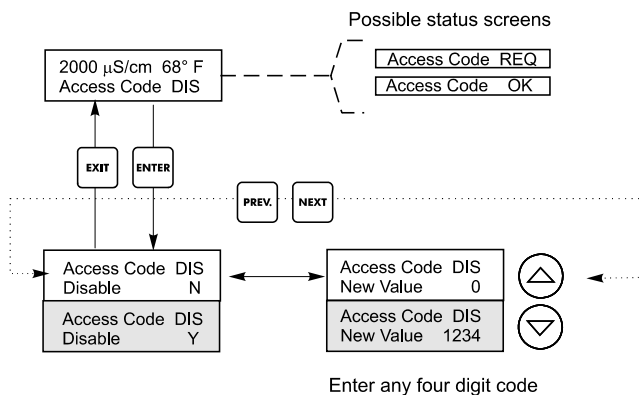 Possible status screens
2000 μS/cm 68° F
Access Code DIS
Access Code REQ
Access Code OK
EXIT
ENTER
PREV.
NEXT
Access Code DIS
Disable N
Access Code DIS
Disable Y
Access Code DIS
New Value 0
Access Code DIS
New Value 1234
Enter any four digit code